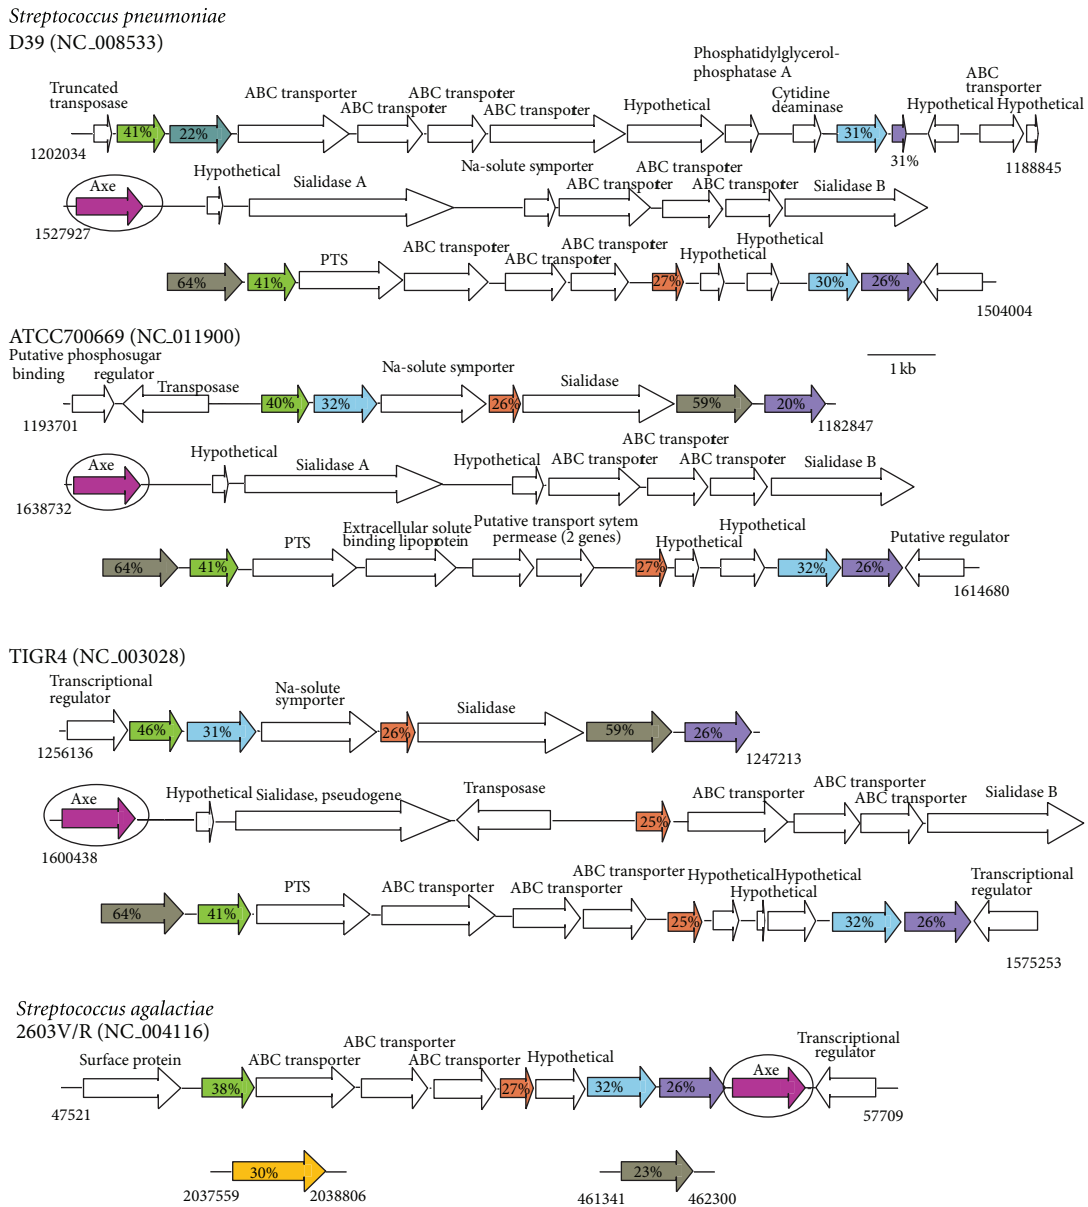 Streptococcus pneumoniae
D39 (NC_008533)
Truncated transposase
41%
22%
ABC transporter
ABC transporter
ABC transporter
ABC transporter
Hypothetical
Phosphatidylglycerol-
phosphatase A
Cytidine
deaminase
31%
31%
Hypothetical
ABC
transporter
Hypothetical
1202034
1188845
Axe
Hypothetical
Sialidase A
Na-solute symporter
ABC transporter
ABC transporter
ABC transporter
Sialidase B
1527927
64%
41%
PTS
ABC transporter
ABC transporter
ABC transporter
27%
Hypothetical
Hypothetical
30%
26%
1504004
ATCC700669 (NC_011900)
1 kb
Putative phosphosugar
binding regulator
Transposase
40%
32%
Na-solute symporter
26%
Sialidase
59%
20%
1193701
1182847
Axe
Hypothetical
Sialidase A
Hypothetical
ABC transporter
ABC transporter
ABC transporter
Sialidase B
1638732
64%
41%
PTS
Extracellular solute
binding lipoprotein
Putative transport sytem
permease (2 genes)
27%
Hypothetical
Hypothetical
32%
26%
Putative regulator
1614680
TIGR4 (NC_003028)
Transcriptional
regulator
46%
31%
Na-solute
symporter
26%
Sialidase
59%
26%
1256136
1247213
Axe
Hypothetical
Sialidase, pseudogene
Transposase
25%
ABC transporter
ABC transporter
ABC transporter
Sialidase B
1600438
64%
41%
PTS
ABC transporter
ABC transporter
ABC transporter
25%
Hypothetical
Hypothetical
Hypothetical
32%
26%
Transcriptional
regulator
1575253
Streptococcus agalactiae
2603V/R (NC_004116)
Surface protein
38%
ABC transporter
ABC transporter
ABC transporter
27%
Hypothetical
32%
26%
Axe
Transcriptional
regulator
47521
57709
30%
2037559
2038806
23%
461341
462300